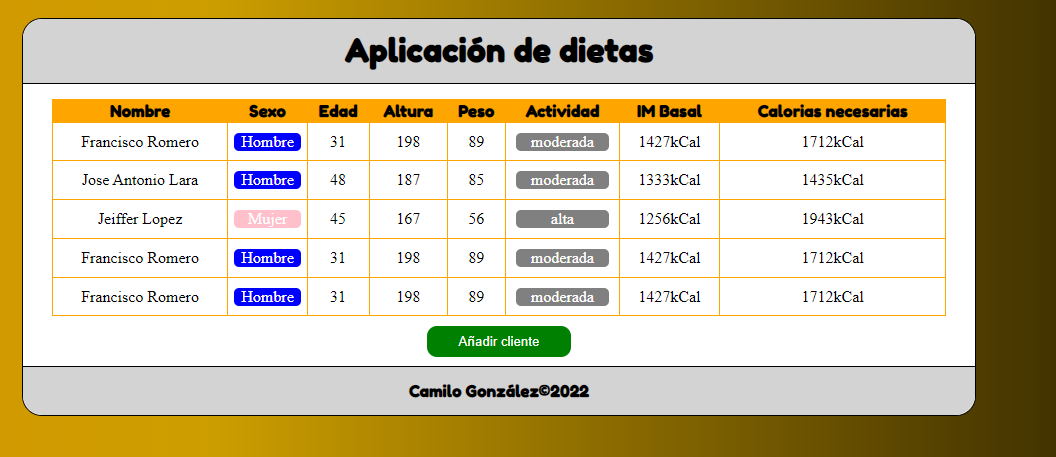 Aplicación de dietas
Nombre Sexo Edad Altura Peso Actividad IM Basal Calorias necesarias
Francisco Romero Hombre 31 198 89 moderada 1427kCal 1712kCal
Jose Antonio Lara Hombre 48 187 85 moderada 1333kCal 1435kCal
Jeiffer Lopez Mujer 45 167 56 alta 1256kCal 1943kCal
Francisco Romero Hombre 31 198 89 moderada 1427kCal 1712kCal
Francisco Romero Hombre 31 198 89 moderada 1427kCal 1712kCal
Añadir cliente
Camilo González©2022